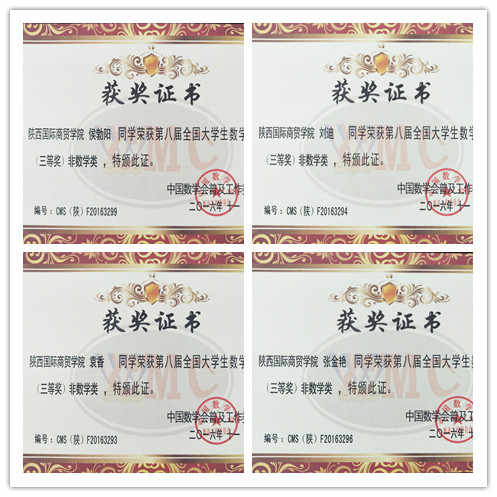 获奖证书
陕西国际商贸学院 侯勃阳 同学荣获第八届全国大学生数学
（三等奖）非数学类 ，特颁此证。
中国数学会普及工作
二〇一六年 十一
编号：CMS（陕）F20163299
获奖证书
陕西国际商贸学院 刘迪 同学荣获第八届全国大学生数学
（三等奖）非数学类 ，特颁此证。
中国数学会普及工作
二〇一六年 十一
编号：CMS（陕）F20163294
获奖证书
陕西国际商贸学院 袁香 同学荣获第八届全国大学生数学
（三等奖）非数学类 ，特颁此证。
中国数学会普及工作
二〇一六年 十一
编号：CMS（陕）F20163293
获奖证书
陕西国际商贸学院 张金艳 同学荣获第八届全国大学生数
（三等奖）非数学类 ，特颁此证。
中国数学会普及工
二〇一六年 十
编号：CMS（陕）F20163296